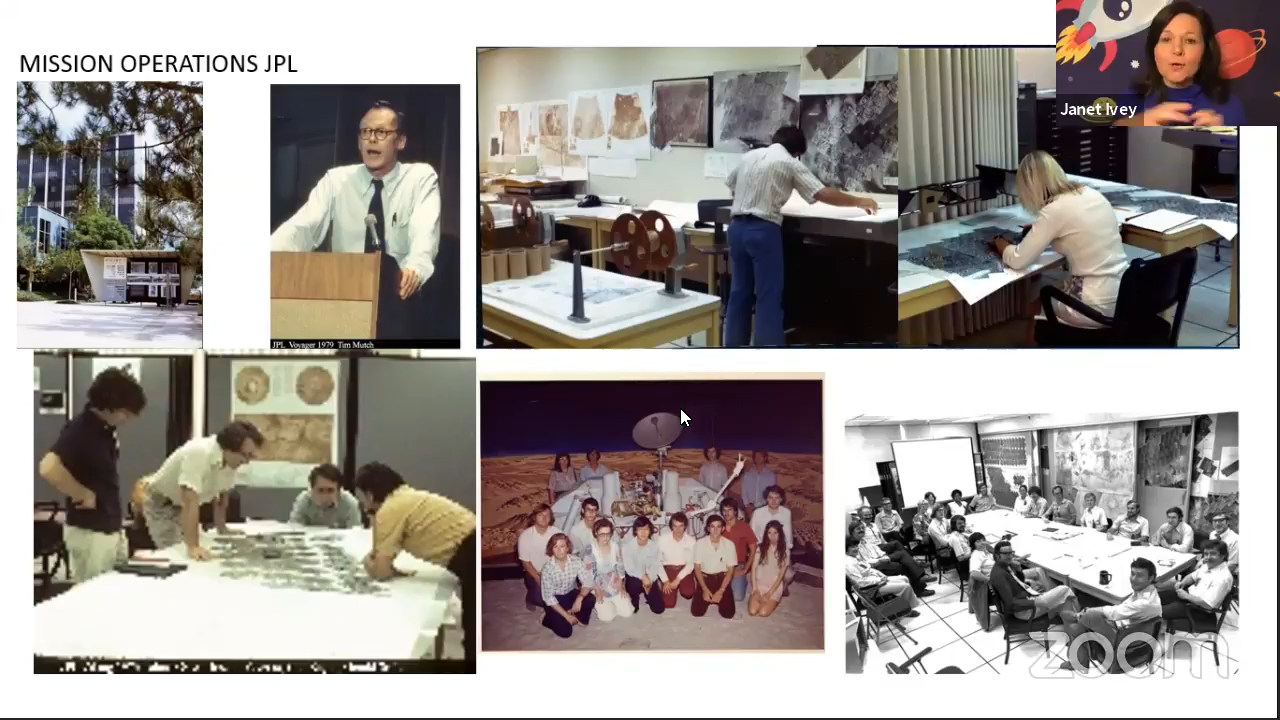 MISSION OPERATIONS JPL
Janet Ivey
JPL Voyager 1979 Tim Mutch
zoom